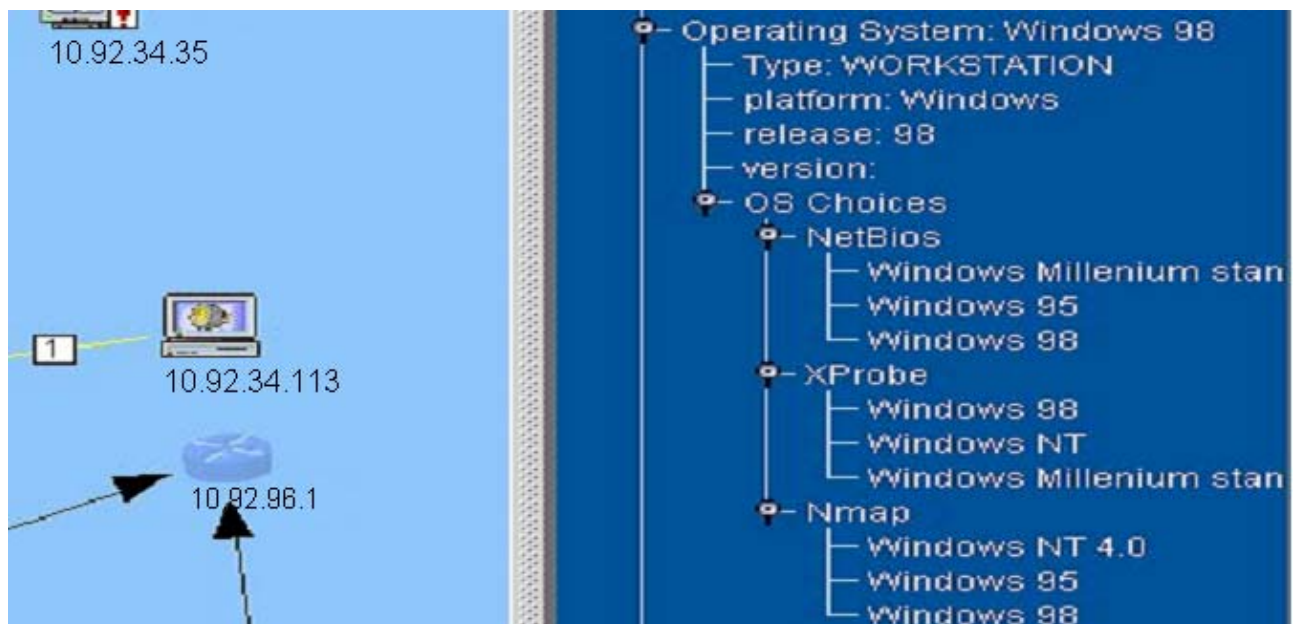 10.92.34.35
1
10.92.34.113
10.92.96.1
Operating System: Windows 98
Type: WORKSTATION
platform: Windows
release: 98
version:
OS Choices
NetBios
Windows Millenium stan
Windows 95
Windows 98
XProbe
Windows 98
Windows NT
Windows Millenium stan
Nmap
Windows NT 4.0
Windows 95
Windows 98